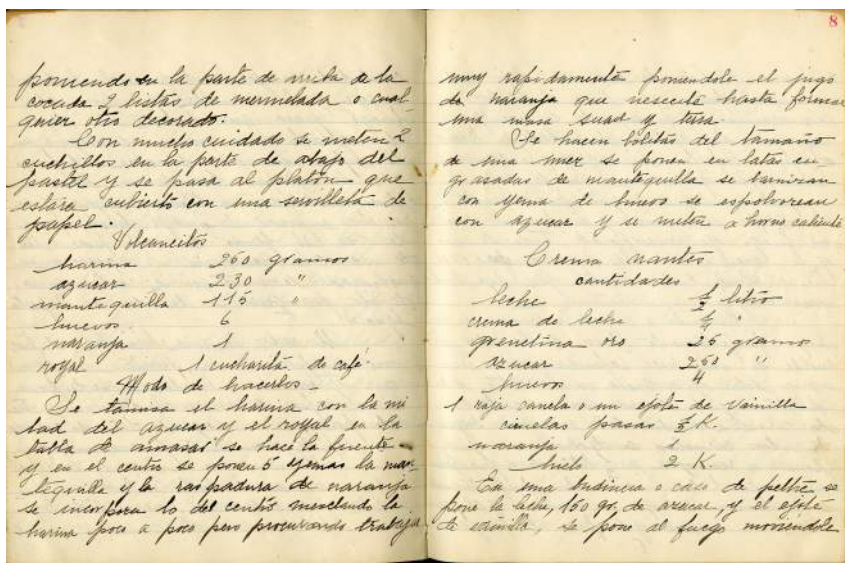 poniendo en la parte de arriba de la
cocada 2 listas de mermelada o cual
quier otro decorado.
Con mucho cuidado se meten 2
cuchillos en la parte de abajo del
pastel y se pasa al platón que
estara cubierto con una servilleta de
papel.
Volcancitos
harina 260 gramos
azucar 230 "
mantequilla 115 "
huevos 6
naranja 1
royal 1 cucharita de café.
Modo de hacerlos -
Se tamisa el harina con la mi
tad del azucar y el royal en la
tabla de amasar se hace la fuente
y en el centro se ponen 5 yemas la man
tequilla y la raspadura de naranja
se incorpora lo del centro mezclando la
harina poco a poco pero procurando trabajar
8
muy rapidamente poniendole el jugo
de naranja que nesecite hasta formar
una masa suave y tersa
Se hacen bolitas del tamaño
de una nuez se ponen en latas en
grasadas de mantequilla se barnizan
con yema de huevo se espolvorean
con azucar y se meten a horno caliente
Crema nantes
cantidades
leche 1/2 litro
crema de leche 1/4 "
grenetina oro 25 gramos
azucar 250 "
huevos 4
1 raja canela o un ejote de vainilla
ciruelas pasas K.
naranja 1
hielo 2 K.
En una o caso de peltre se
pone la leche, 150 gr. de azucar, y el ejote
de vainilla, se pone al fuego moviendole